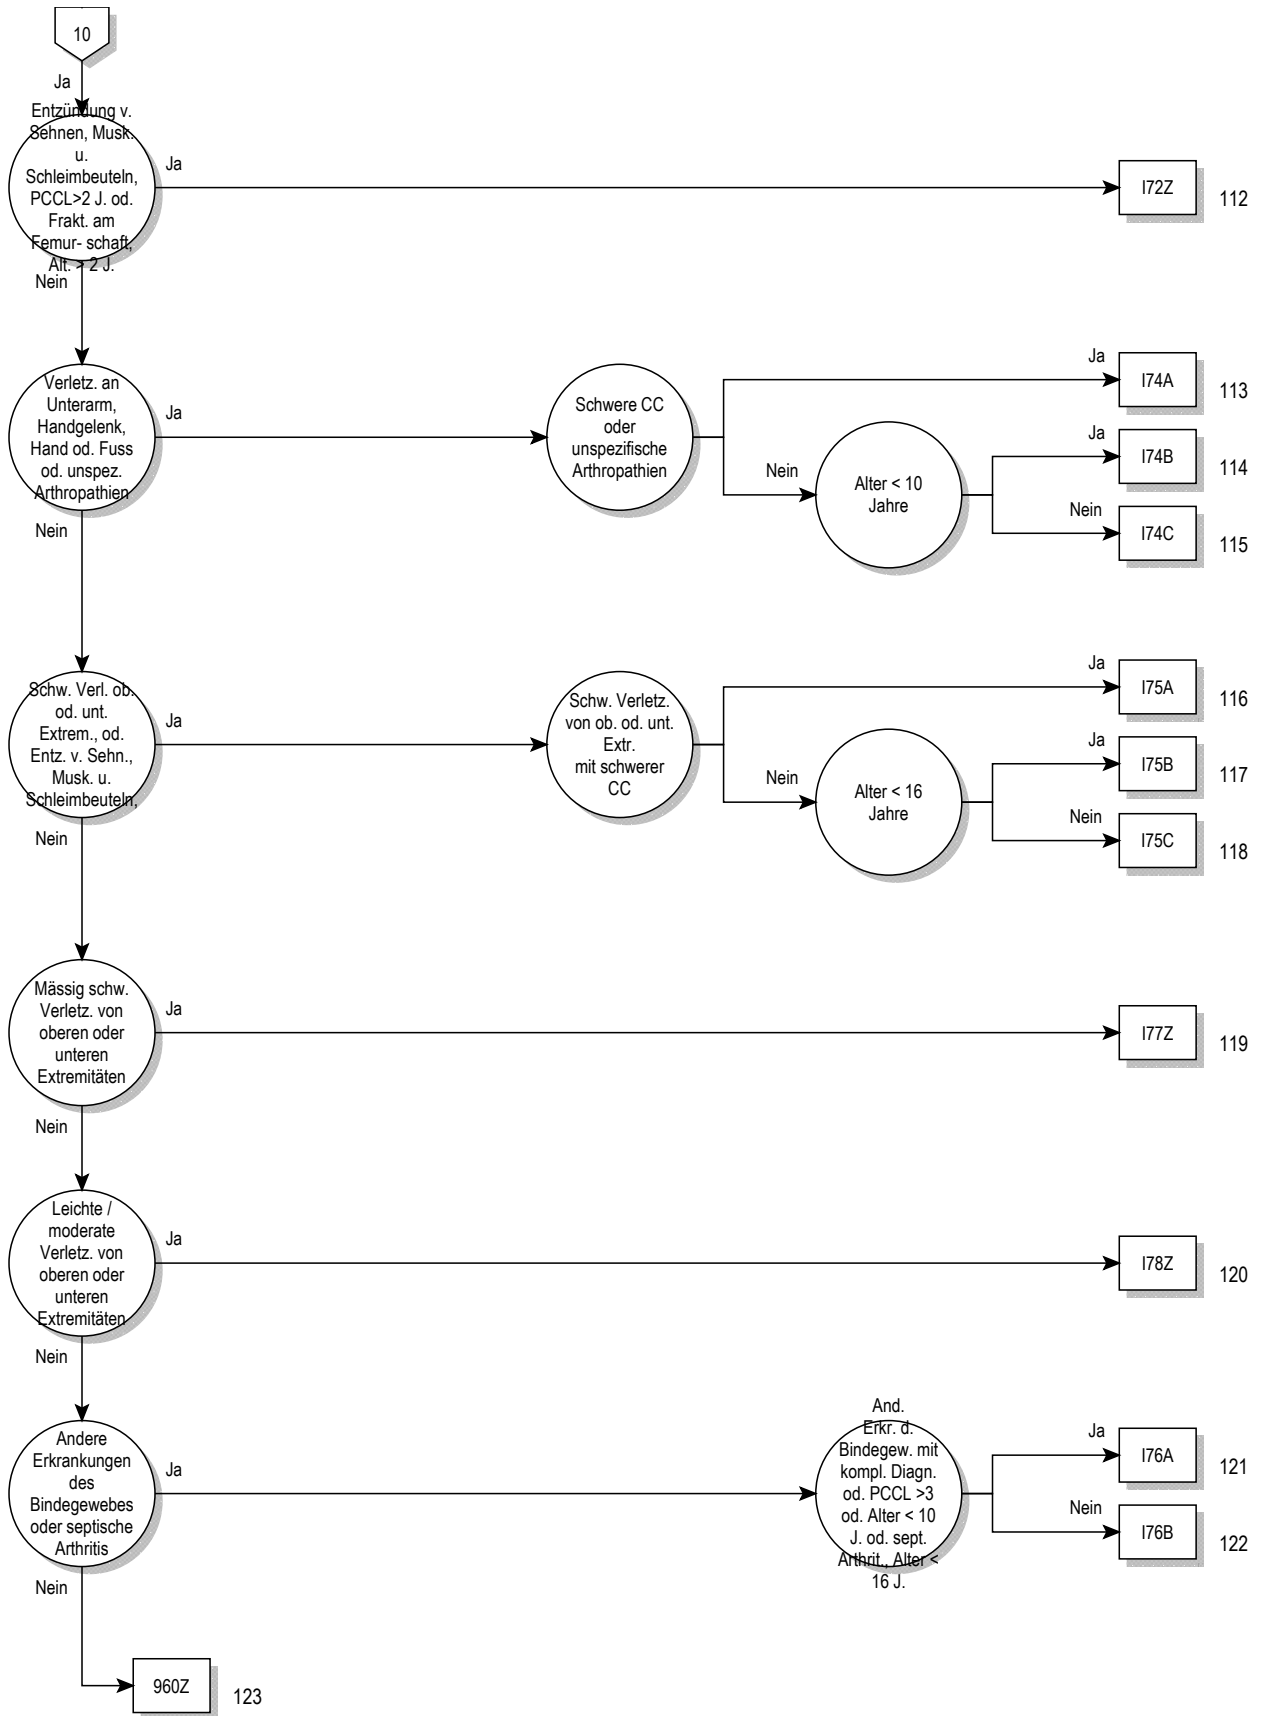 10
Ja
Entzündung v.
Sehnen, Musk.
u.
Schleimbeuteln,
PCCL>2 J. od.
Frakt. am
Femur- schaft,
Alt. > 2 J.
Ja
I72Z
112
Nein
Verletz. an
Unterarm,
Handgelenk,
Hand od. Fuss
od. unspez.
Arthropathien
Ja
Schwere CC
oder
unspezifische
Arthropathien
Ja
I74A
113
Nein
Alter < 10
Jahre
Ja
I74B
114
Nein
I74C
115
Nein
Schw. Verl. ob.
od. unt.
Extrem., od.
Entz. v. Sehn.,
Musk. u.
Schleimbeuteln,
Ja
Schw. Verletz.
von ob. od. unt.
Extr.
mit schwerer
CC
Ja
I75A
116
Nein
Alter < 16
Jahre
Ja
I75B
117
Nein
I75C
118
Nein
Mässig schw.
Verletz. von
oberen oder
unteren
Extremitäten
Ja
I77Z
119
Nein
Leichte /
moderate
Verletz. von
oberen oder
unteren
Extremitäten
Ja
I78Z
120
Nein
Andere
Erkrankungen
des
Bindegewebes
oder septische
Arthritis
Ja
And.
Erkr. d.
Bindegew. mit
kompl. Diagn.
od. PCCL >3
od. Alter < 10
J. od. sept.
Arthrit., Alter <
16 J.
Ja
I76A
121
Nein
I76B
122
Nein
960Z
123